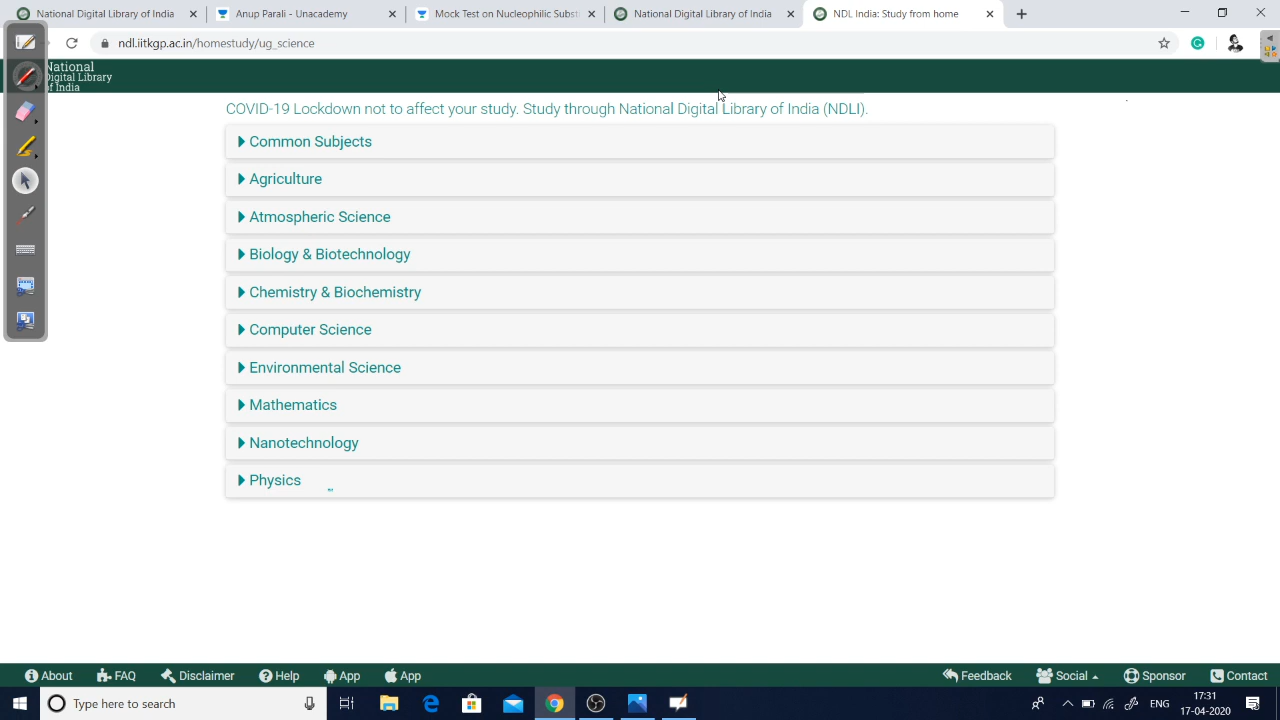 National Digital Library of India
Anup Parali - Unacademy
Mock Test on Nucleophilic Subst
National Digital Library of India
NDL India: Study from home
ndl.iitkgp.ac.in/homestudy/ug_science
National
Digital Library
of India
COVID-19 Lockdown not to affect your study. Study through National Digital Library of India (NDLI).
Common Subjects
Agriculture
Atmospheric Science
Biology & Biotechnology
Chemistry & Biochemistry
Computer Science
Environmental Science
Mathematics
Nanotechnology
Physics
About
FAQ
Disclaimer
Help
App
App
Feedback
Social
Sponsor
Contact
Type here to search
ENG
17:31
17-04-2020